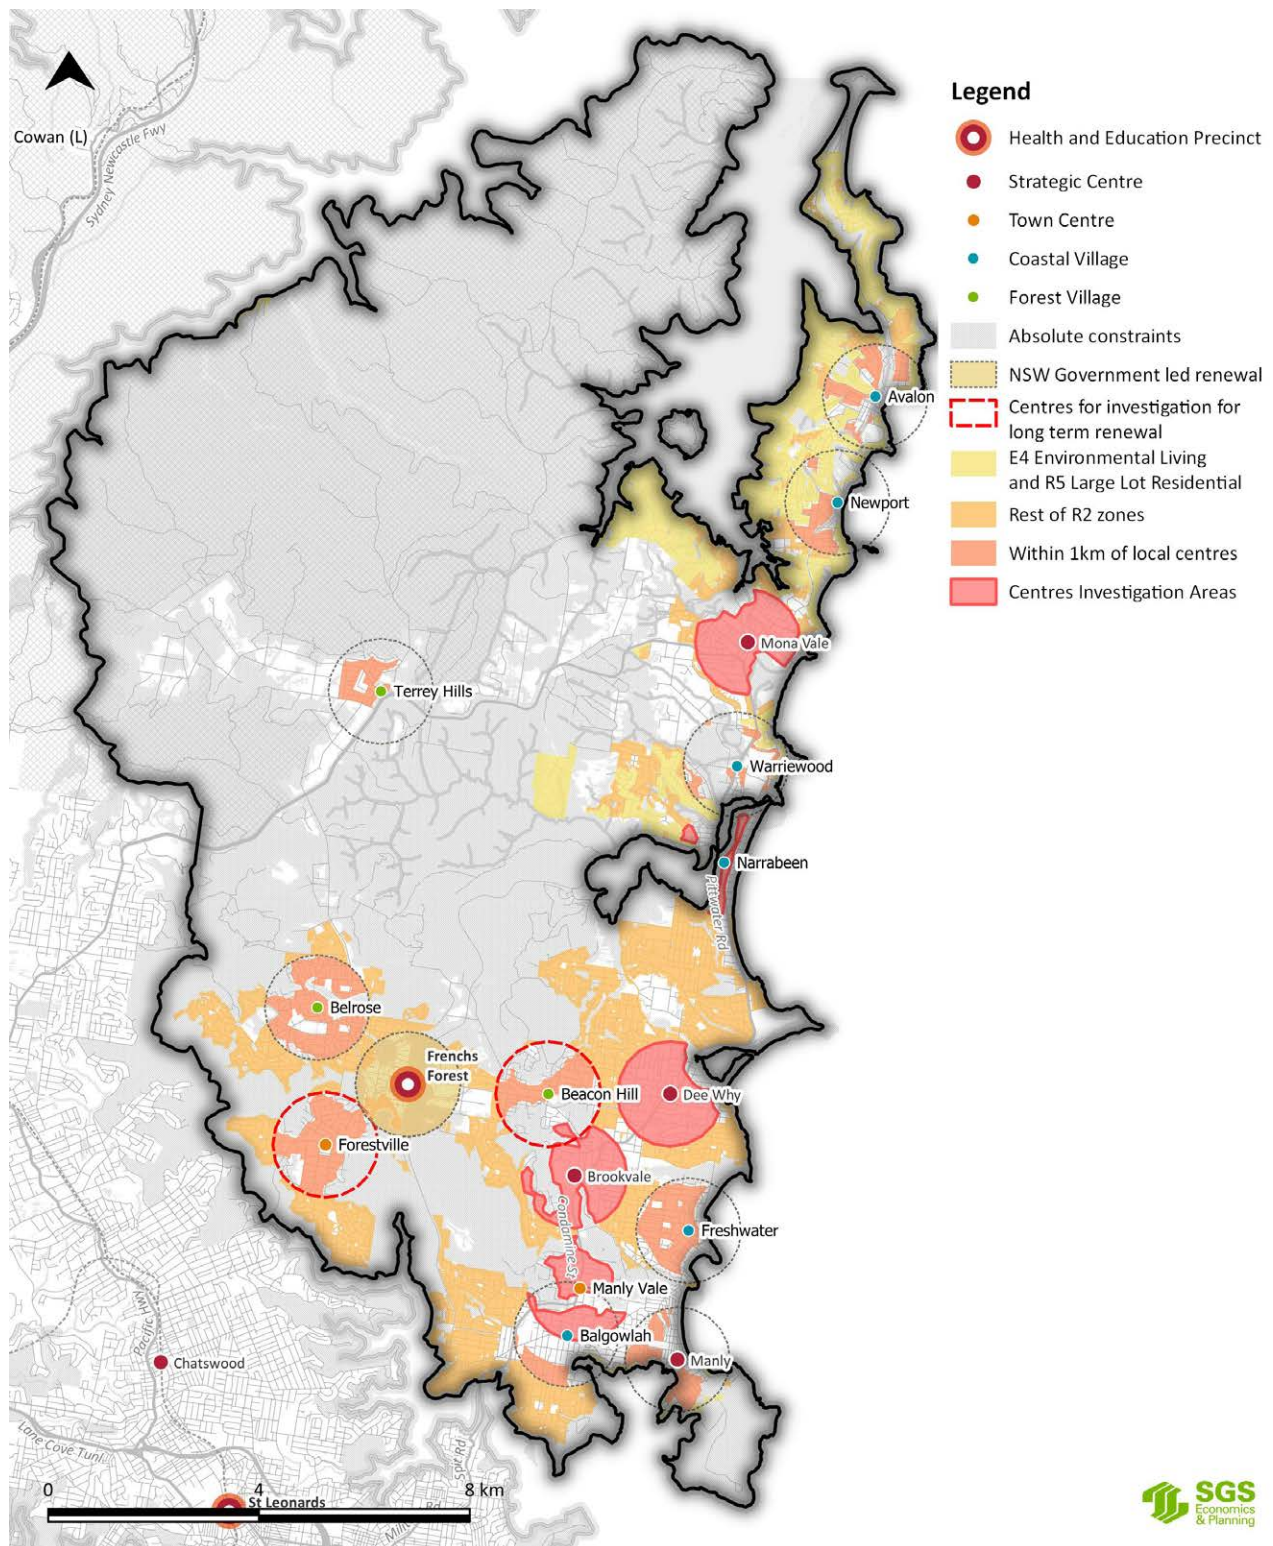 Legend
Health and Education Precinct
Strategic Centre
Town Centre
Coastal Village
Forest Village
Absolute constraints
NSW Government led renewal
Centres for investigation for
long term renewal
E4 Environmental Living
and R5 Large Lot Residential
Rest of R2 zones
Within 1km of local centres
Centres Investigation Areas
Cowan (L)
Sydney Newcastle Fwy
Avalon
Newport
Mona Vale
Terrey Hills
Warriewood
Narrabeen
Pittwater Rd
Belrose
Frenchs
Forest
Beacon Hill
Dee Why
Forestville
Brookvale
Condamine St
Freshwater
Manly Vale
Balgowlah
Manly
Pacific Hwy
Chatswood
Lane Cove Tunl
Spit Rd
St Leonards
0 4 8 km
SGS
Economics
& Planning